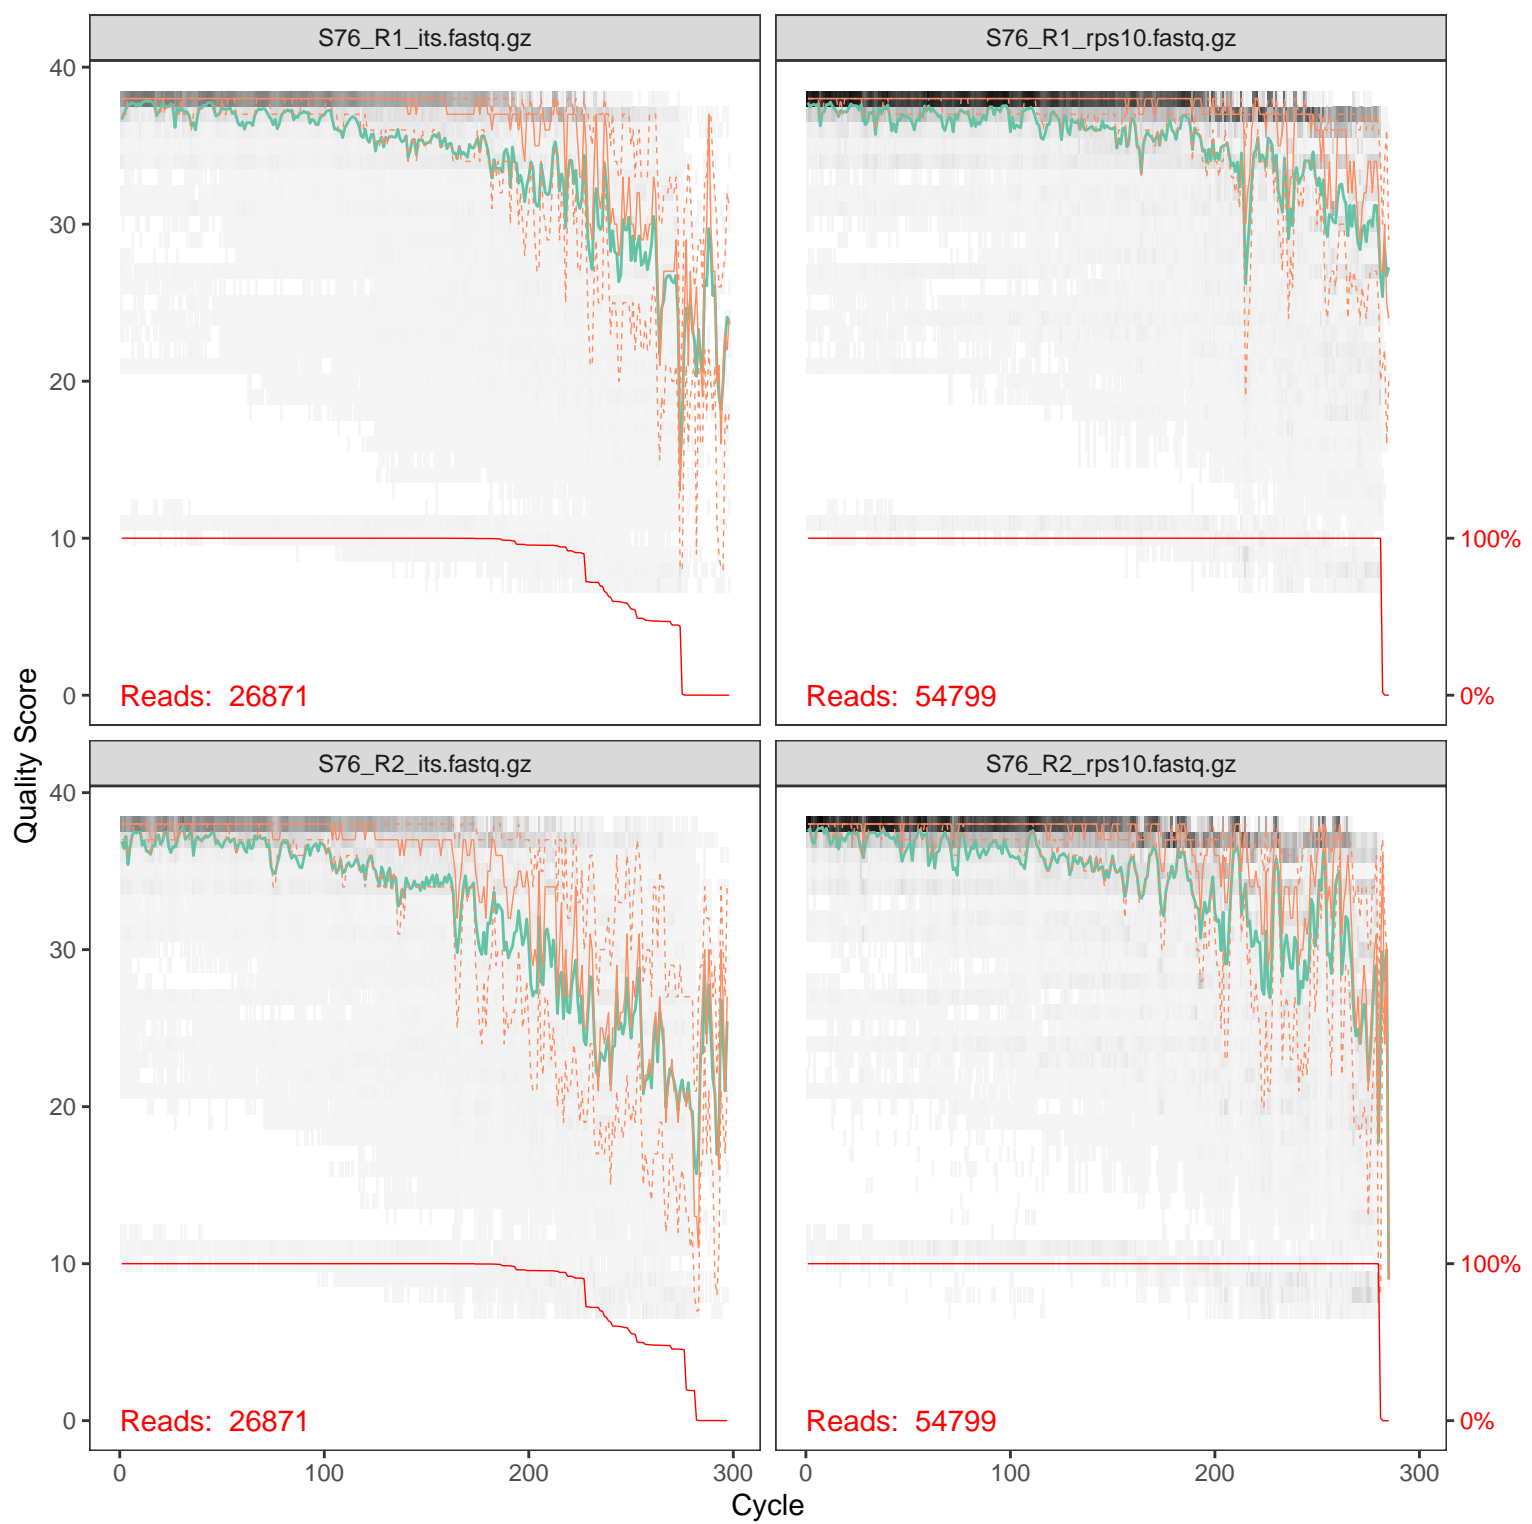 S76_R1_its.fastq.gz
S76_R1_rps10.fastq.gz
40
30
20
10
0
100%
0%
Reads: 26871
Reads: 54799
Quality Score
S76_R2_its.fastq.gz
S76_R2_rps10.fastq.gz
40
30
20
10
0
100%
0%
Reads: 26871
Reads: 54799
0 100 200 300
0 100 200 300
Cycle